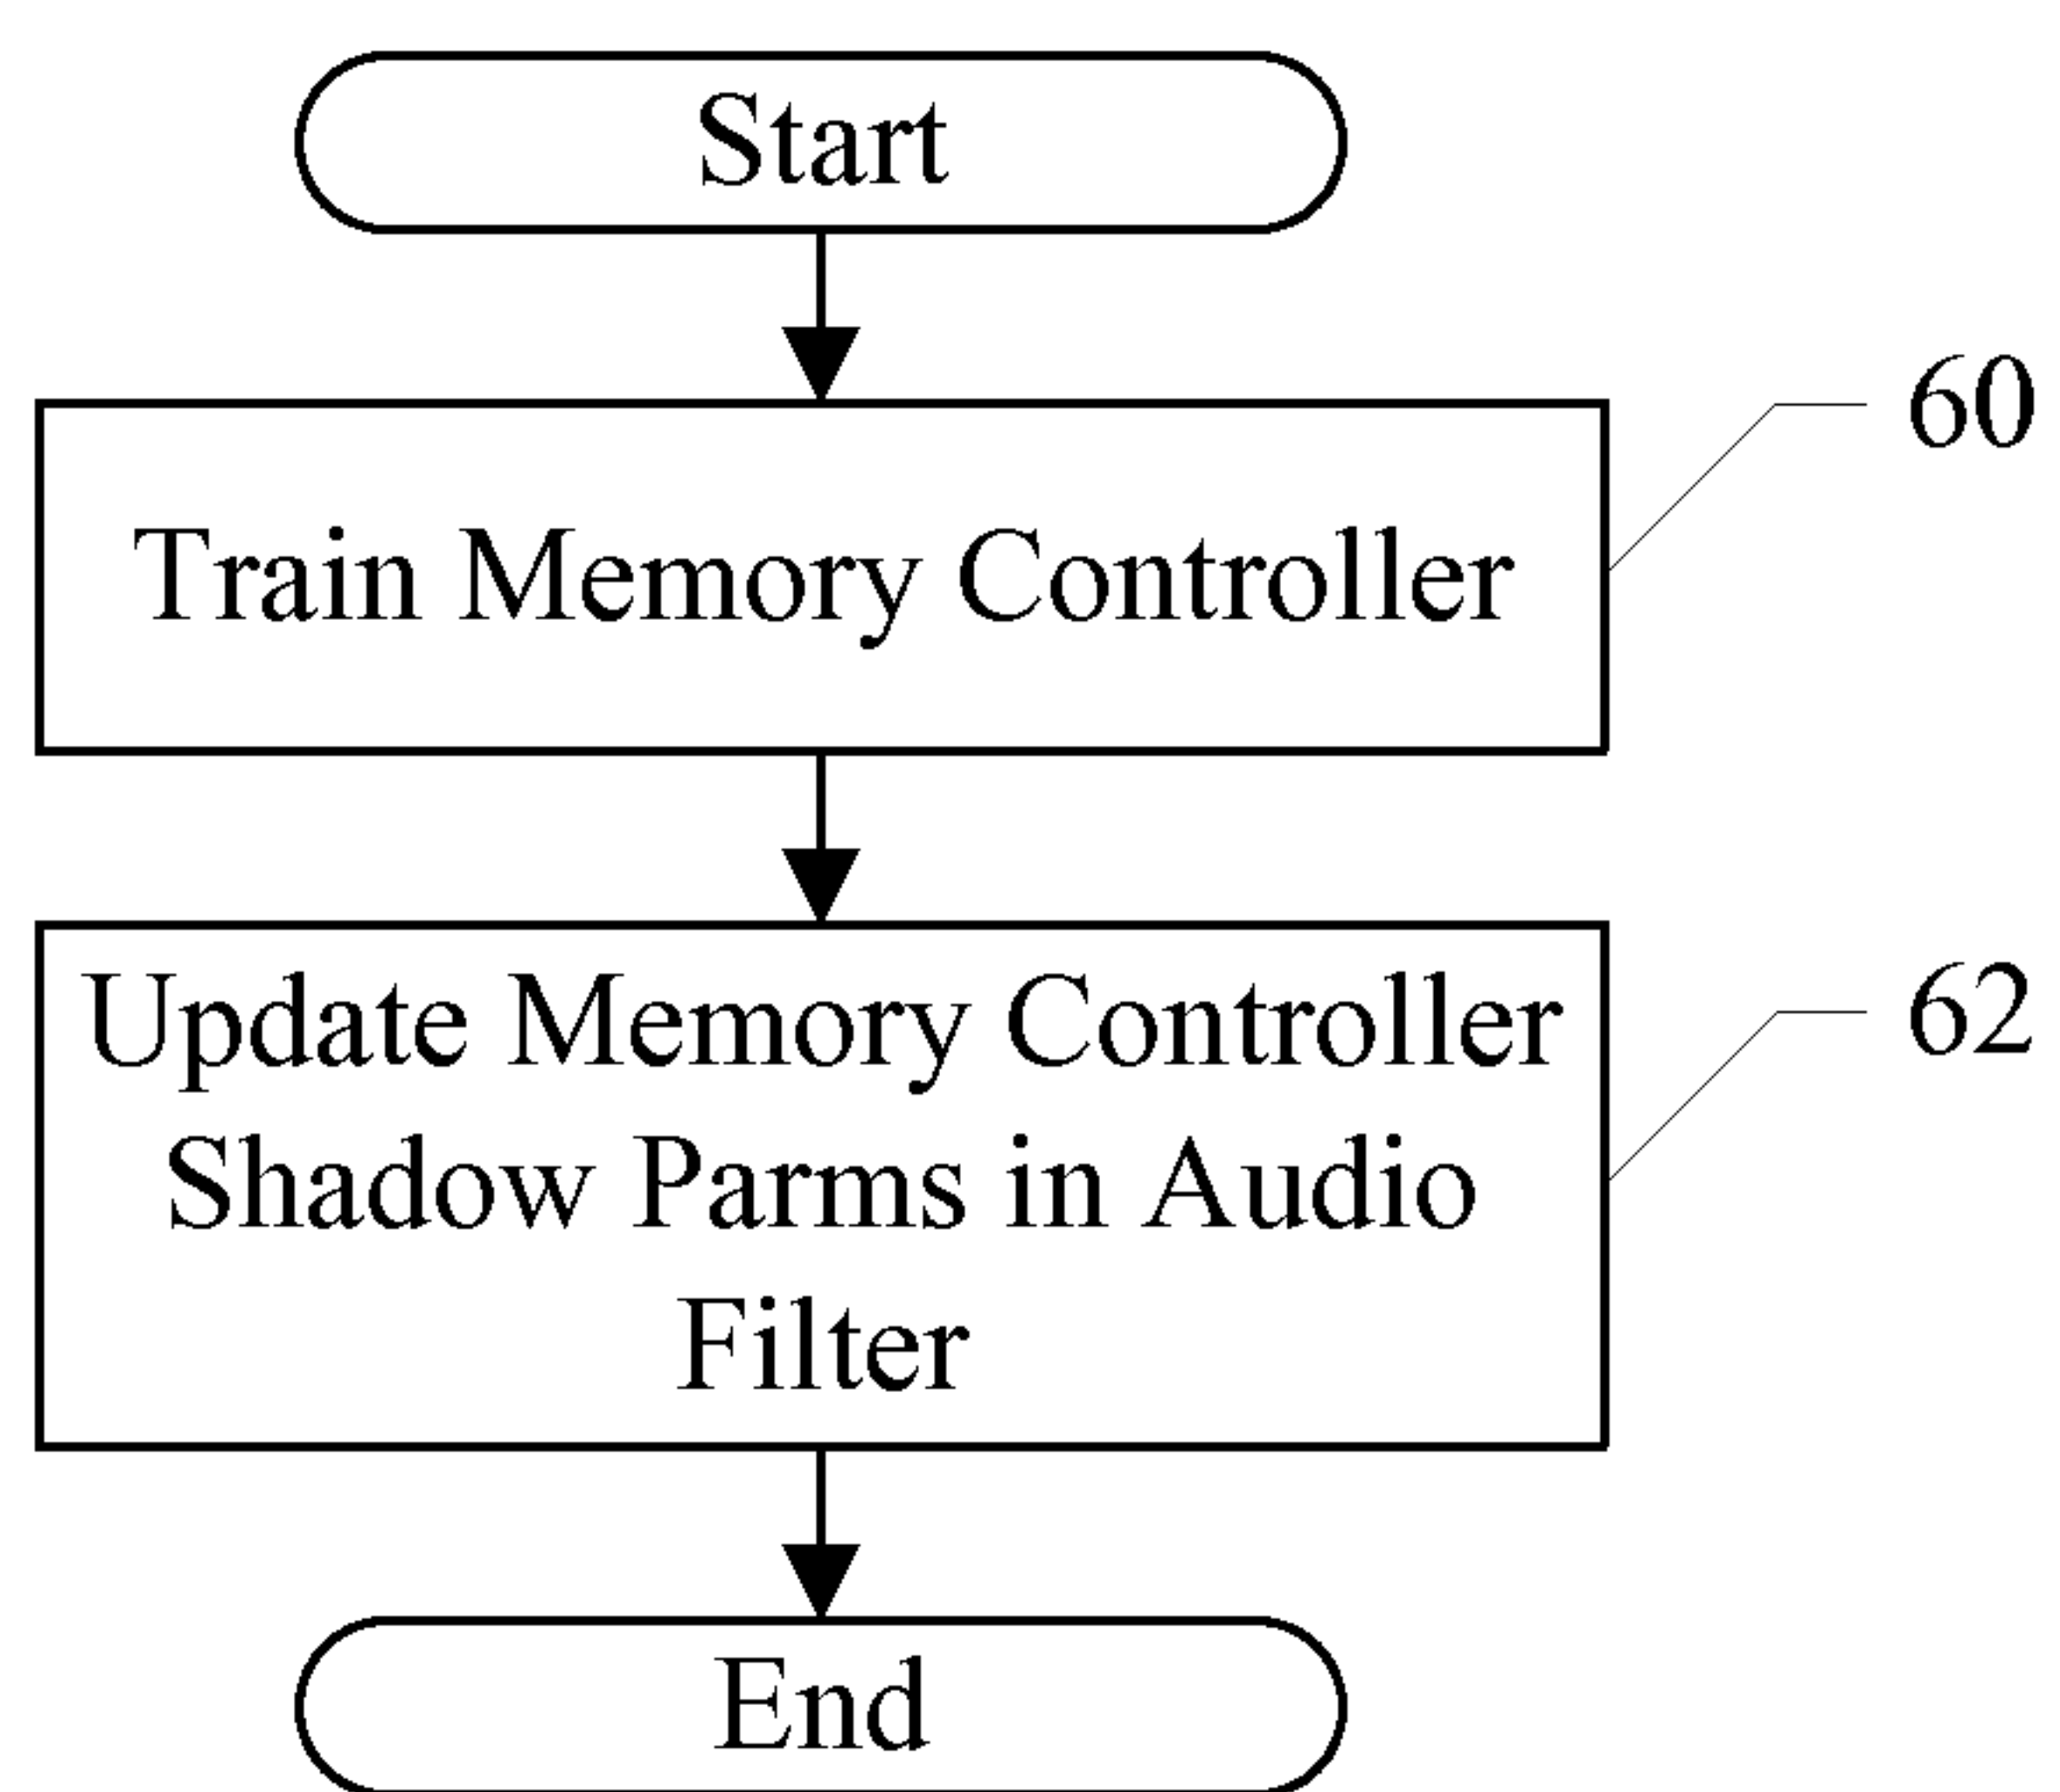 Start
60
Train Memory Controller
62
Update Memory Controller
Shadow Parms in Audio
Filter
End